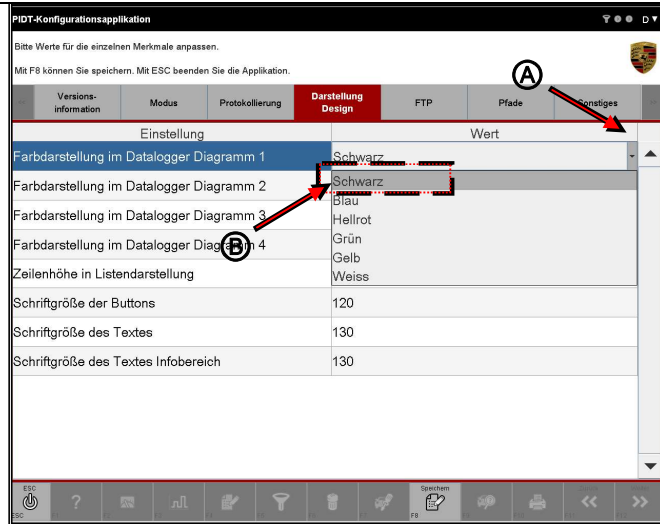 PIDT-Konfigurationsapplikation D
Bitte Werte für die einzelnen Merkmale anpassen.
Mit F8 können Sie speichern. Mit ESC beenden Sie die Applikation.
A
Versions-
information
Modus
Protokollierung
Darstellung
Design
FTP
Pfade
Sonstiges
Einstellung Wert
Farbdarstellung im Datalogger Diagramm 1 Schwarz
Farbdarstellung im Datalogger Diagramm 2 Schwarz
Blau
Farbdarstellung im Datalogger Diagramm 3 Hellrot
B
Farbdarstellung im Datalogger Diagramm 4 Grün
Gelb
Zeilenhöhe in Listendarstellung Weiss
Schriftgröße der Buttons 120
Schriftgröße des Textes 130
Schriftgröße des Textes Infobereich 130
ESC Speichern
ESC F8